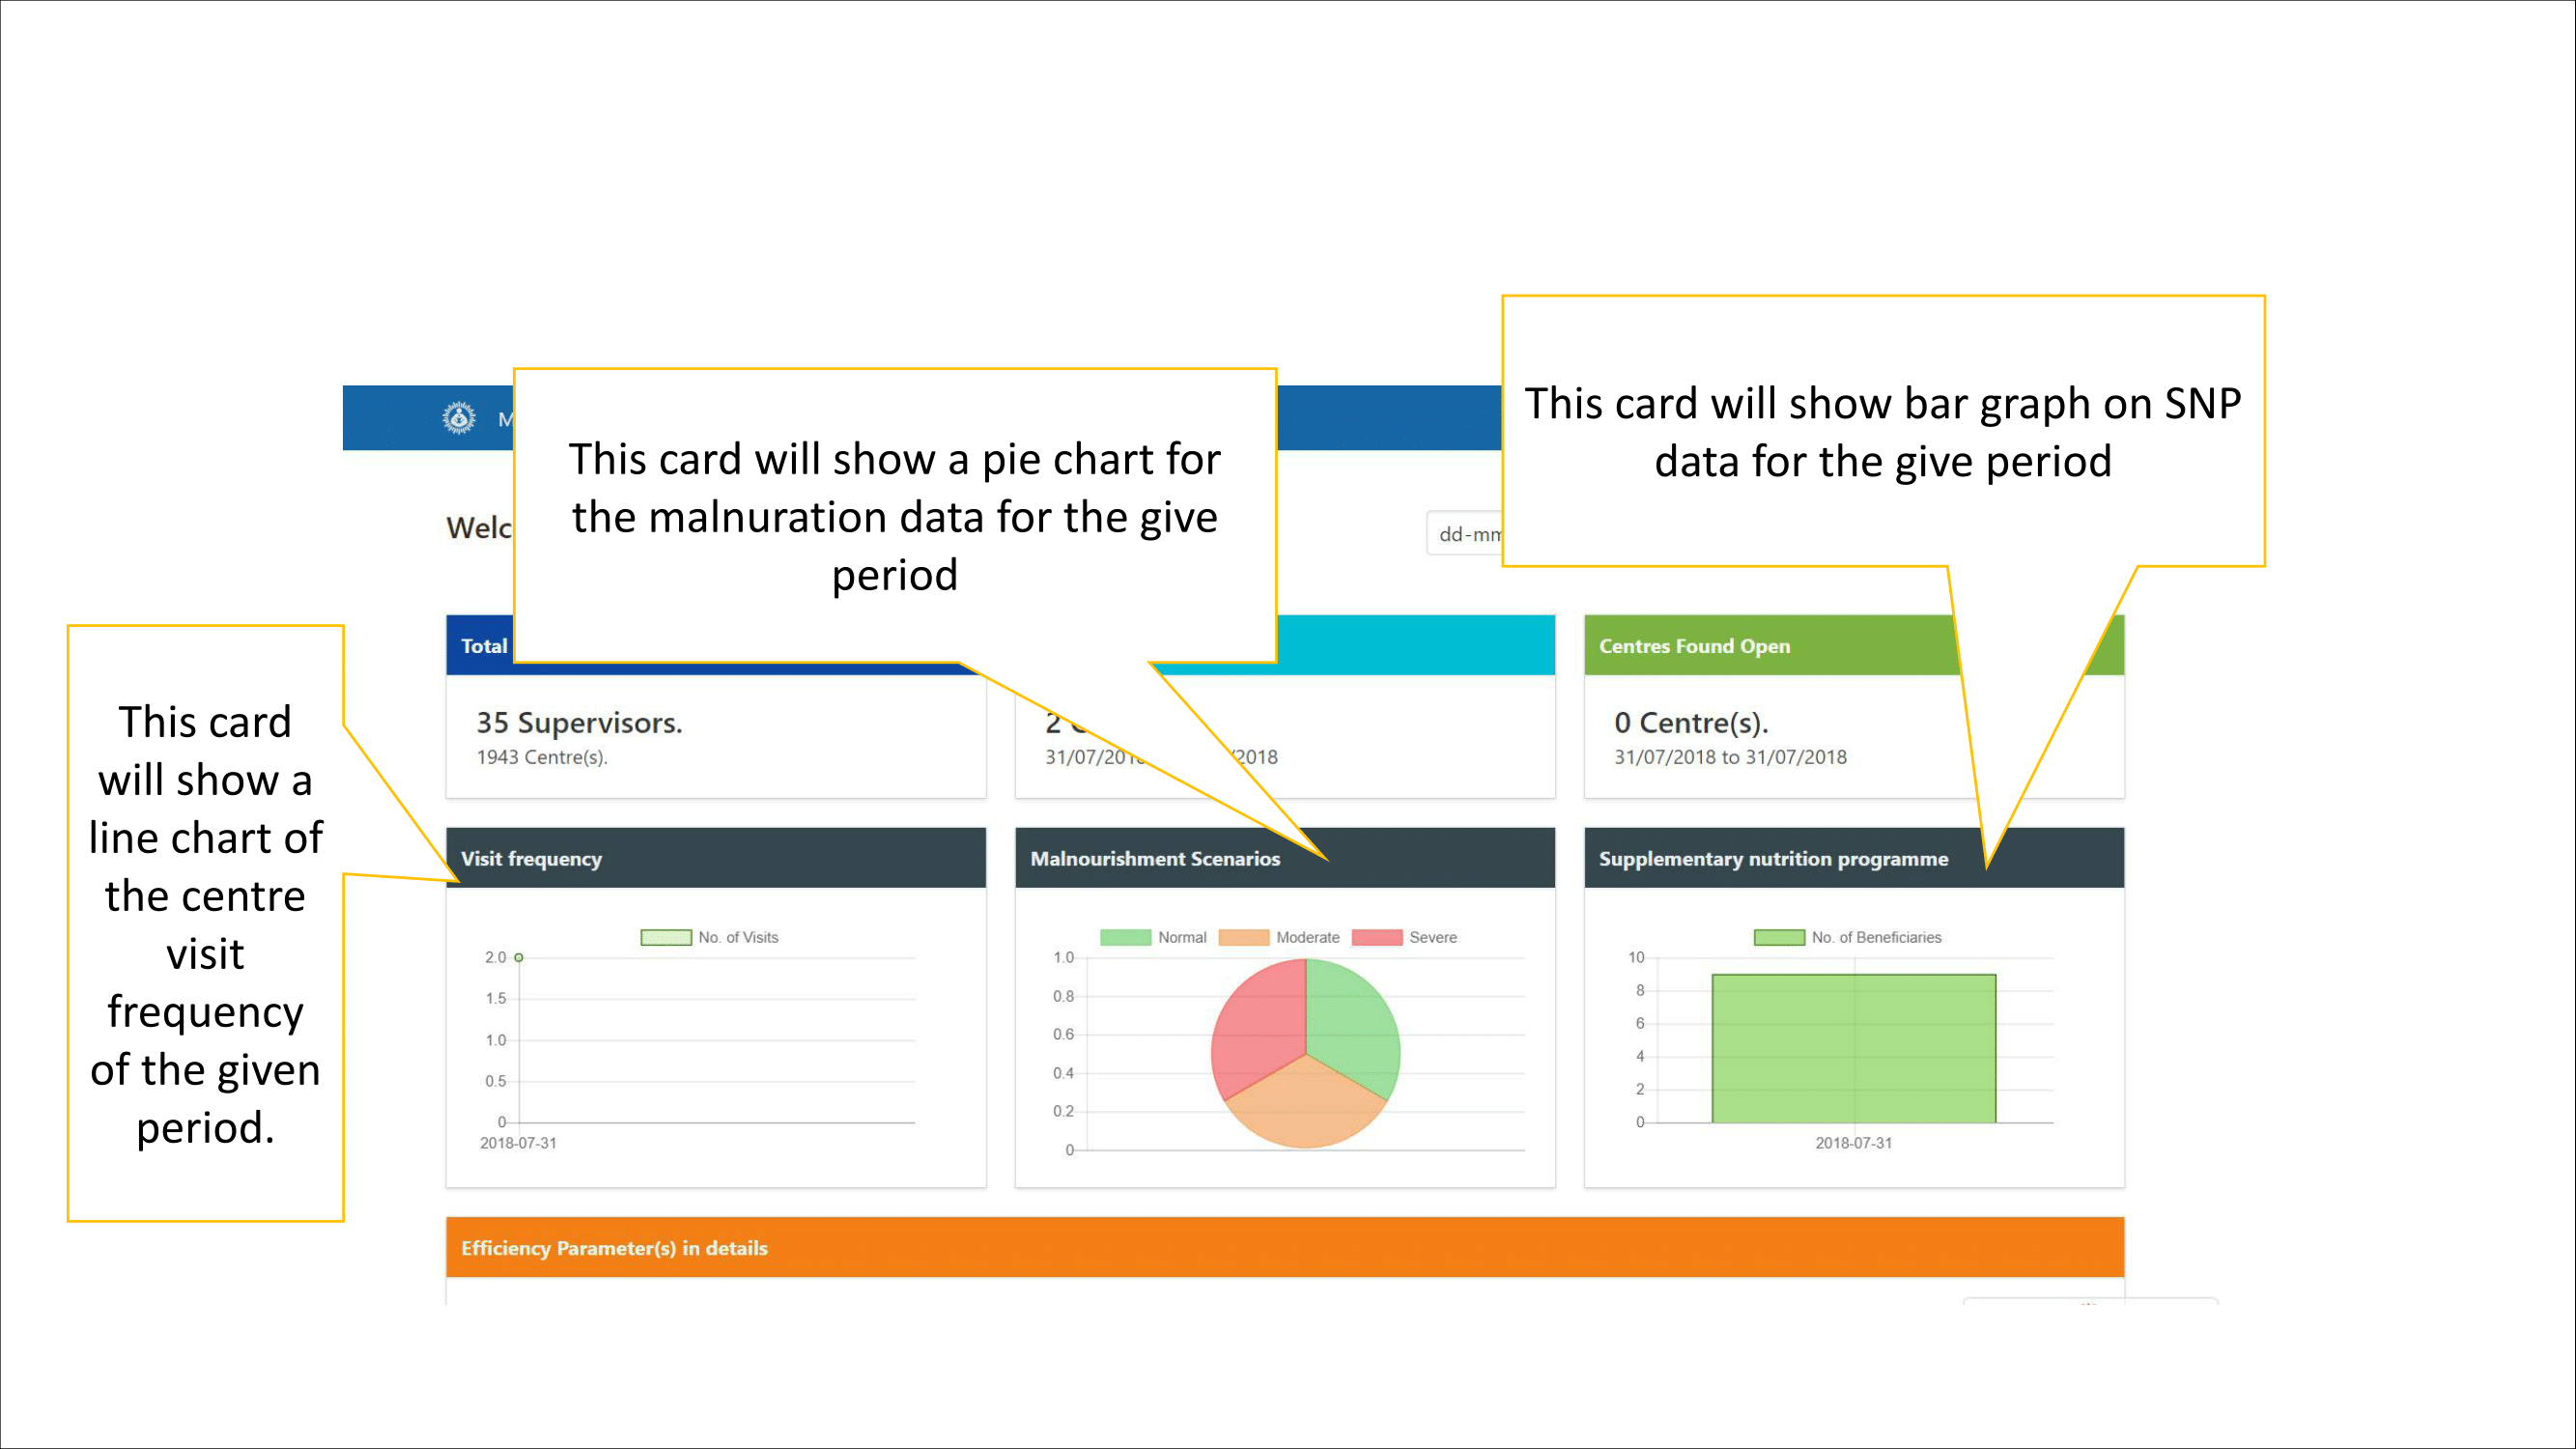 This card will show bar graph on SNP
data for the give period
This card will show a pie chart for
the malnuration data for the give
period
dd-mm
This card
will show a
line chart of
the centre
visit
frequency
of the given
period.
Total
Centres Found Open
35 Supervisors.
1943 Centre(s).
2
31/07/20
/2018
0 Centre(s).
31/07/2018 to 31/07/2018
Visit frequency
Malnourishment Scenarios
Supplementary nutrition programme
No. of Visits
2.0
1.5
1.0
0.5
0
2018-07-31
Normal Moderate Severe
1.0
0.8
0.6
0.4
0.2
0
No. of Beneficiaries
10
8
6
4
2
0
2018-07-31
Efficiency Parameter(s) in details